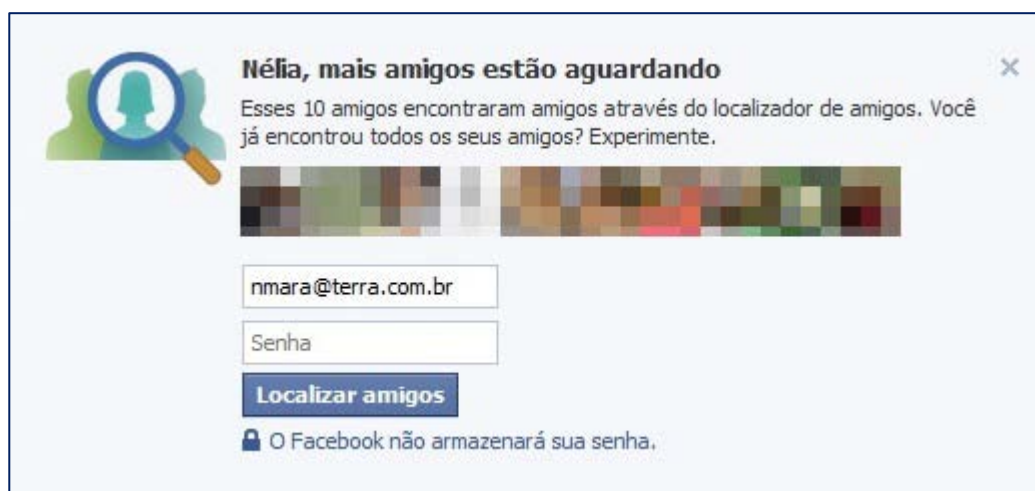 Nélia, mais amigos estão aguardando
Esses 10 amigos encontraram amigos através do localizador de amigos. Você
já encontrou todos os seus amigos? Experimente.
nmara@terra.com.br
Senha
Localizar amigos
O Facebook não armazenará sua senha.